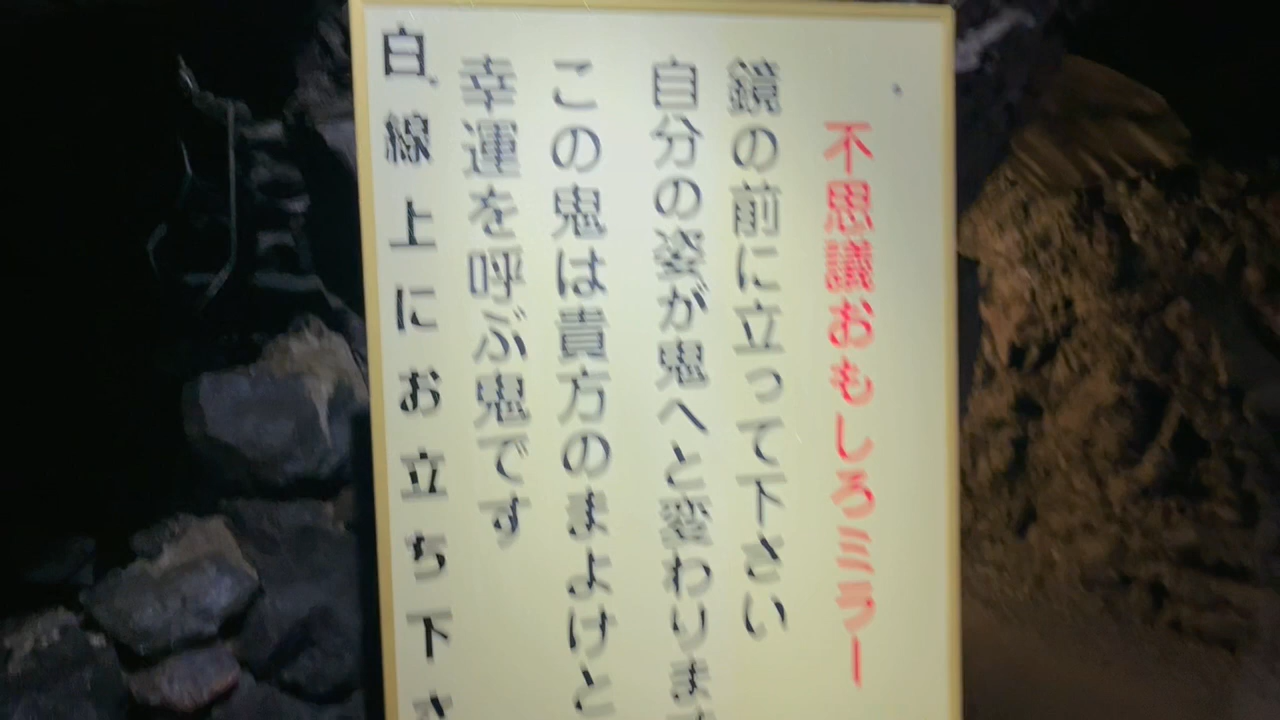 不思議おもしろミラー
鏡の前に立って下さい
自分の姿が鬼へと変わりま
この鬼は貴方のまよけと
幸運を呼ぶ鬼です
白線上にお立ち下